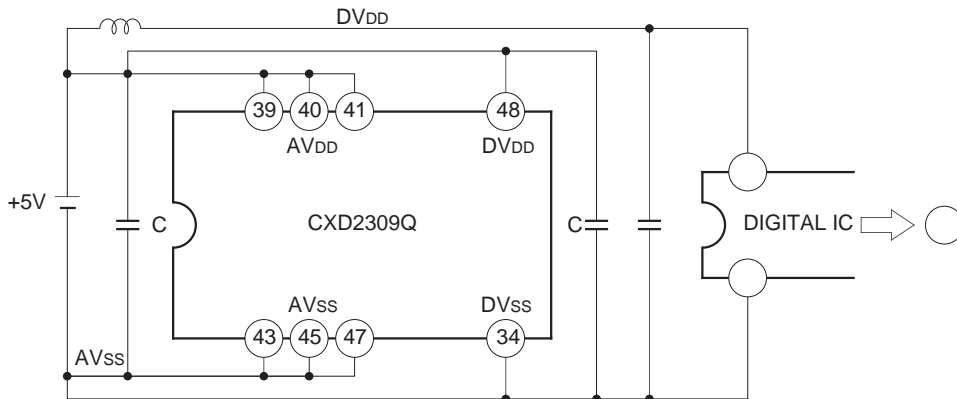 DVDD
39 40 41 48
AVDD DVDD
+5V C CXD2309Q C DIGITAL IC
AVSS DVSS
43 45 47 34
AVSS